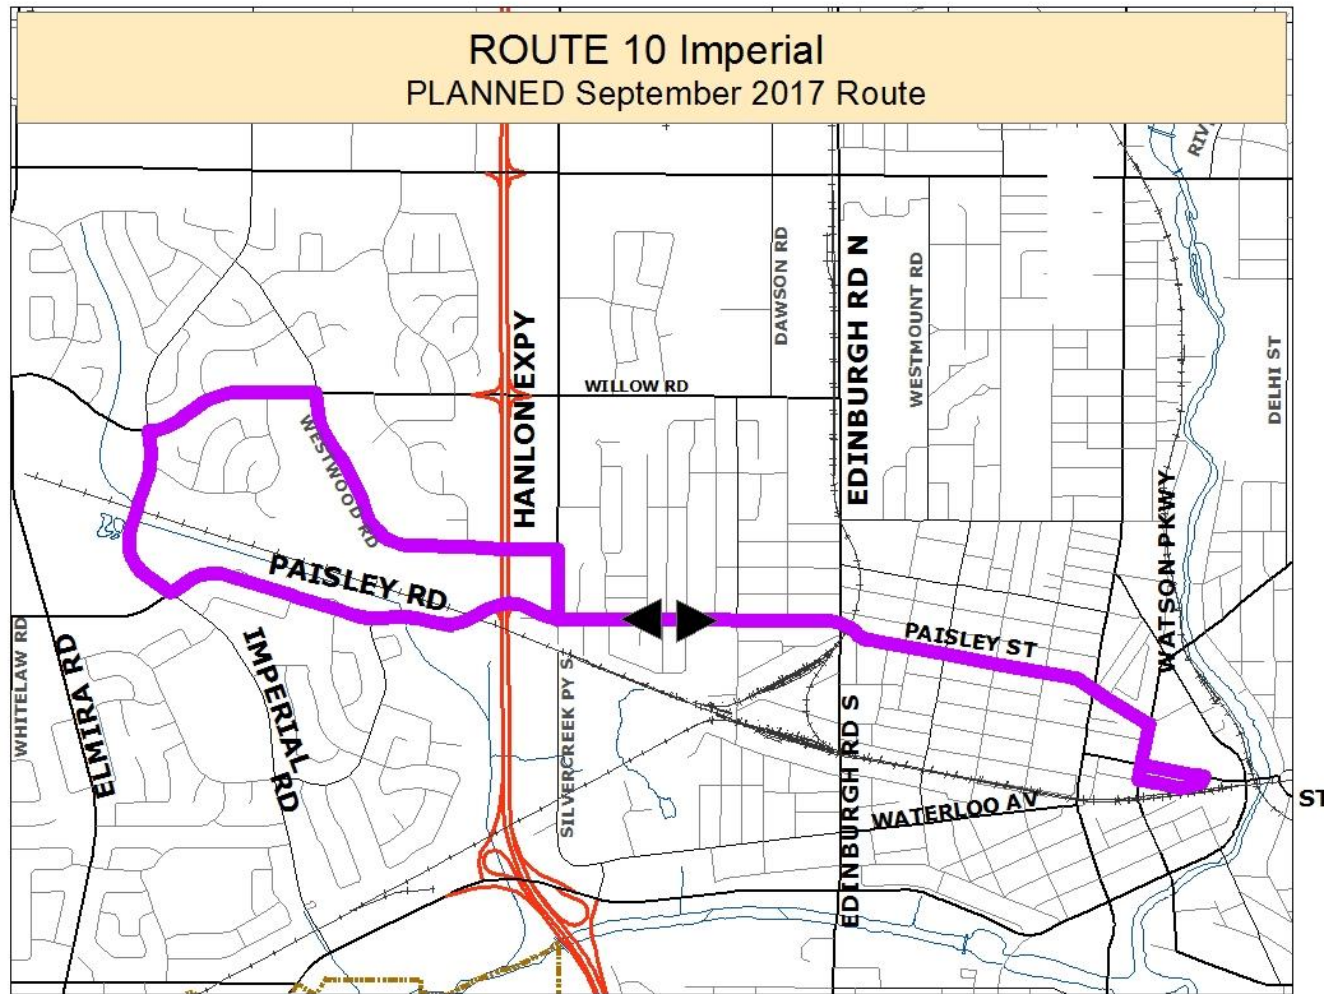 ROUTE 10 Imperial
PLANNED September 2017 Route
RIV
DAWSON RD
EDINBURGH RD N
WESTMOUNT RD
HANLON EXPY
DELHI ST
WILLOW RD
WESTWOOD RD
WATSON PKWY
PAISLEY RD
PAISLEY ST
WHITELAW RD
ELMIRA RD
IMPERIAL RD
SILVERCREEK PY S
EDINBURGH RD S
WATERLOO AV
ST